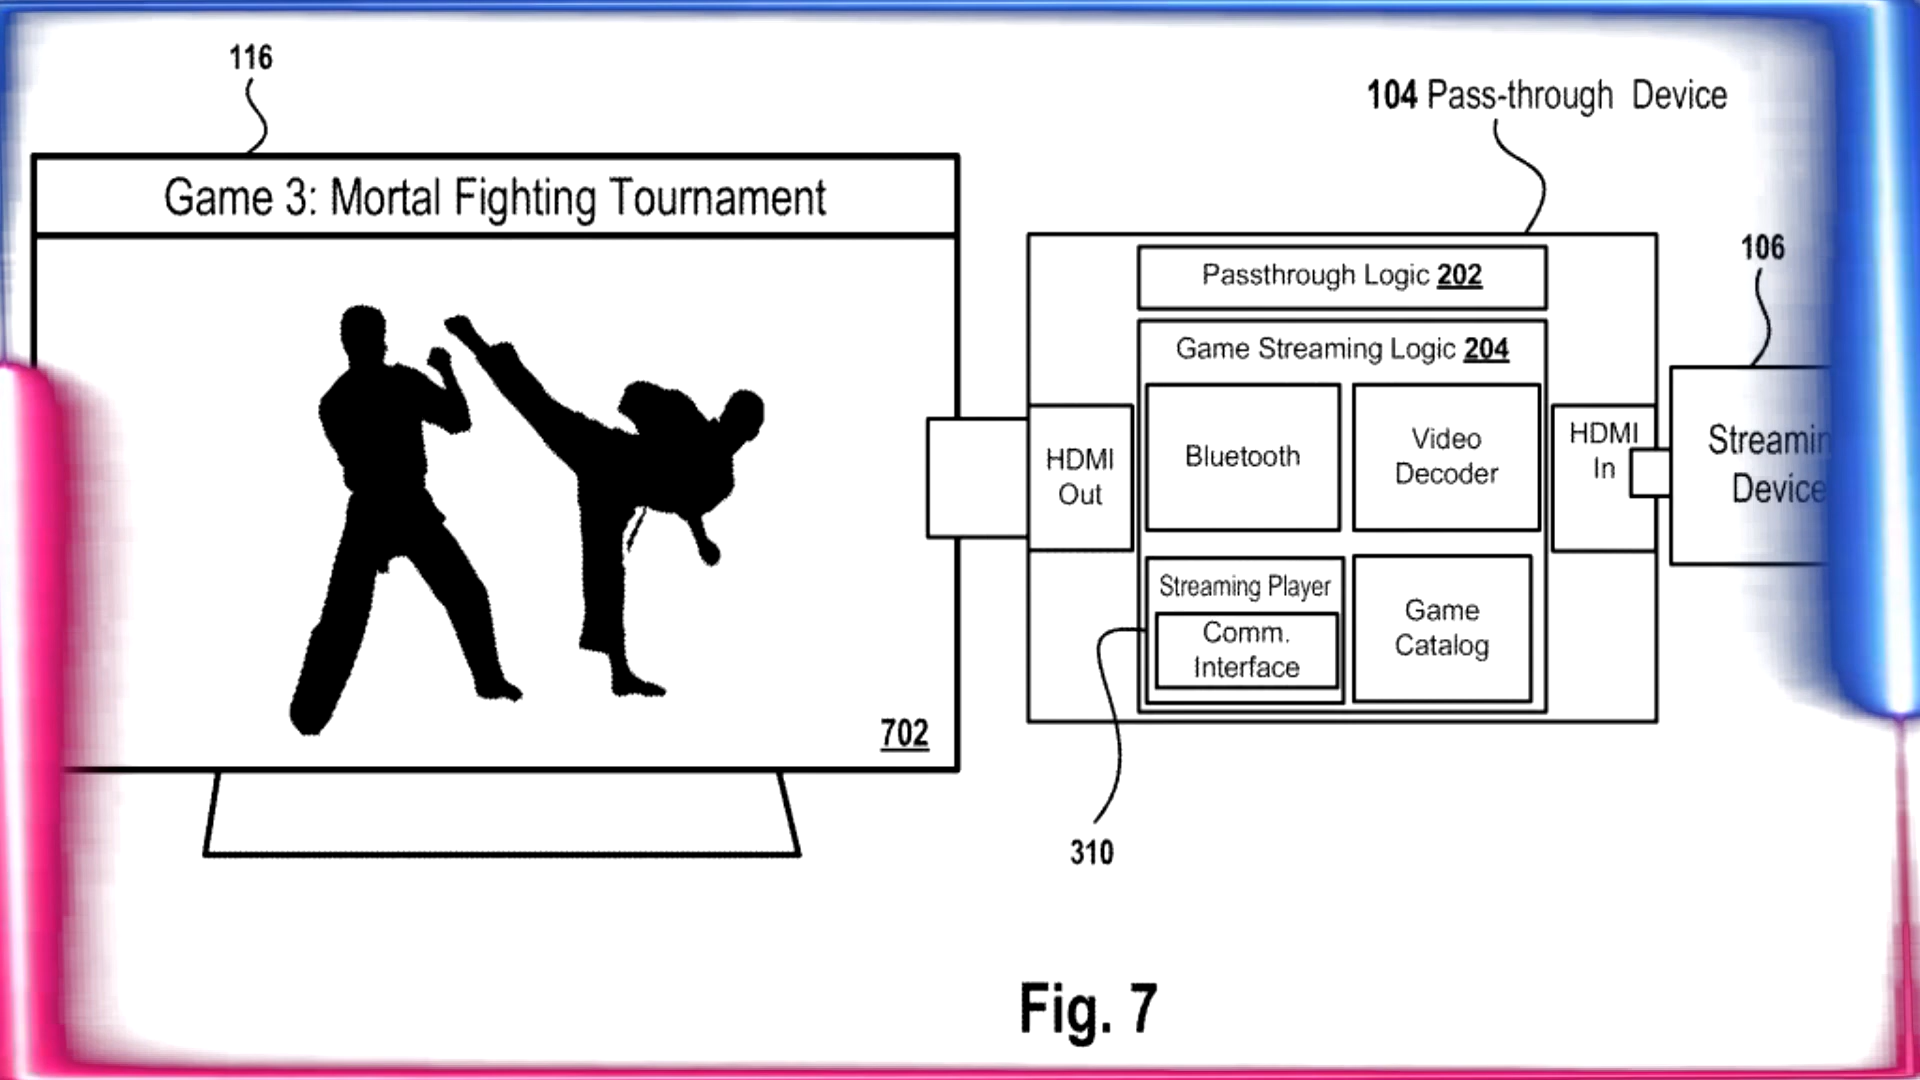 116
104 Pass-through Device
106
Game 3: Mortal Fighting Tournament
Passthrough Logic 202
Game Streaming Logic 204
Bluetooth
Video
Decoder
HDMI
Out
HDMI
In
Device
Streaming Player
Comm.
Interface
Game
Catalog
702
310
Fig. 7